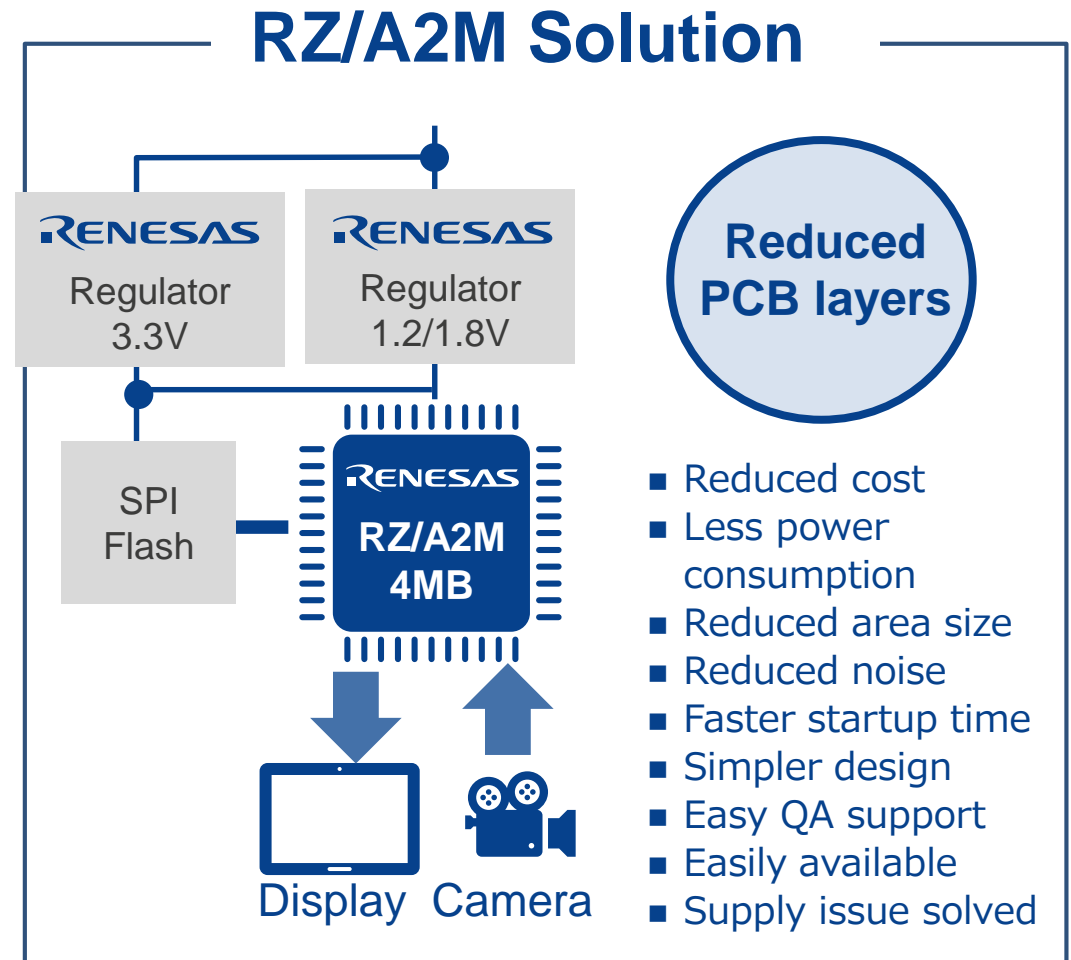 RZ/A2M Solution
RENESAS
Regulator
3.3V
RENESAS
Regulator
1.2/1.8V
Reduced
PCB layers
SPI
Flash
RENESAS
RZ/A2M
4MB
Display
Camera
■ Reduced cost
■ Less power
consumption
■ Reduced area size
■ Reduced noise
■ Faster startup time
■ Simpler design
■ Easy QA support
■ Easily available
■ Supply issue solved